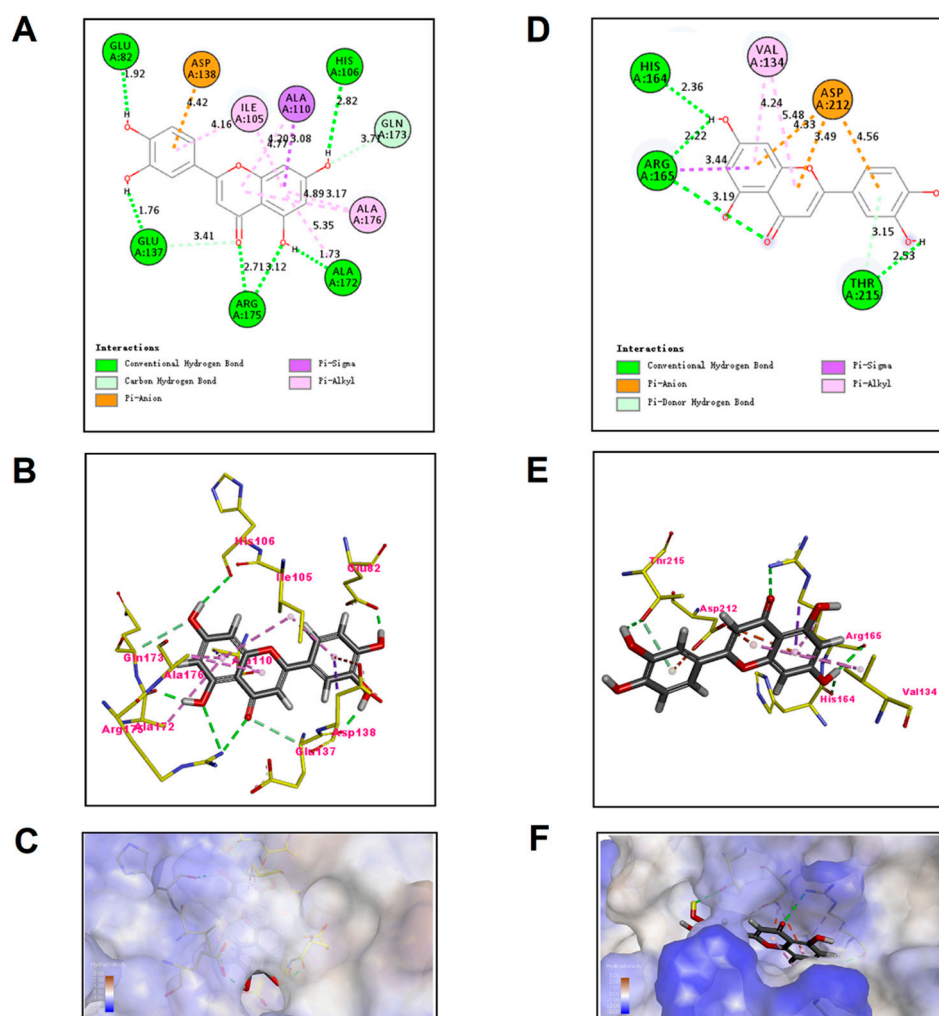 A
GLU
A:82
1.92
ASP
A:138
4.42
ILE
A:105
4.16
ALA
A:110
HIS
A:106
2.82
GLN
A:173
3.08
4.77
4.89
3.17
ALA
A:176
5.35
1.73
ALA
A:172
1.76
GLU
A:137
3.41
2.71
3.12
ARG
A:175
H
O
Interactions
Conventional Hydrogen Bond
Carbon Hydrogen Bond
Pi-Anion
Pi-Sigma
Pi-Alkyl
D
HIS
A:164
2.36
VAL
A:134
4.24
ASP
A:212
5.48
4.33
3.49
4.56
2.22
ARG
A:165
3.44
3.19
3.15
2.53
THR
A:215
H
O
Interactions
Conventional Hydrogen Bond
Pi-Anion
Pi-Donor Hydrogen Bond
Pi-Sigma
Pi-Alkyl
B
His106
Ile105
Glu82
Gln173
Ala176
Ala110
Arg175
Ala172
Asp138
Glu137
E
Thr215
Asp212
Arg165
His164
Val134
C
F